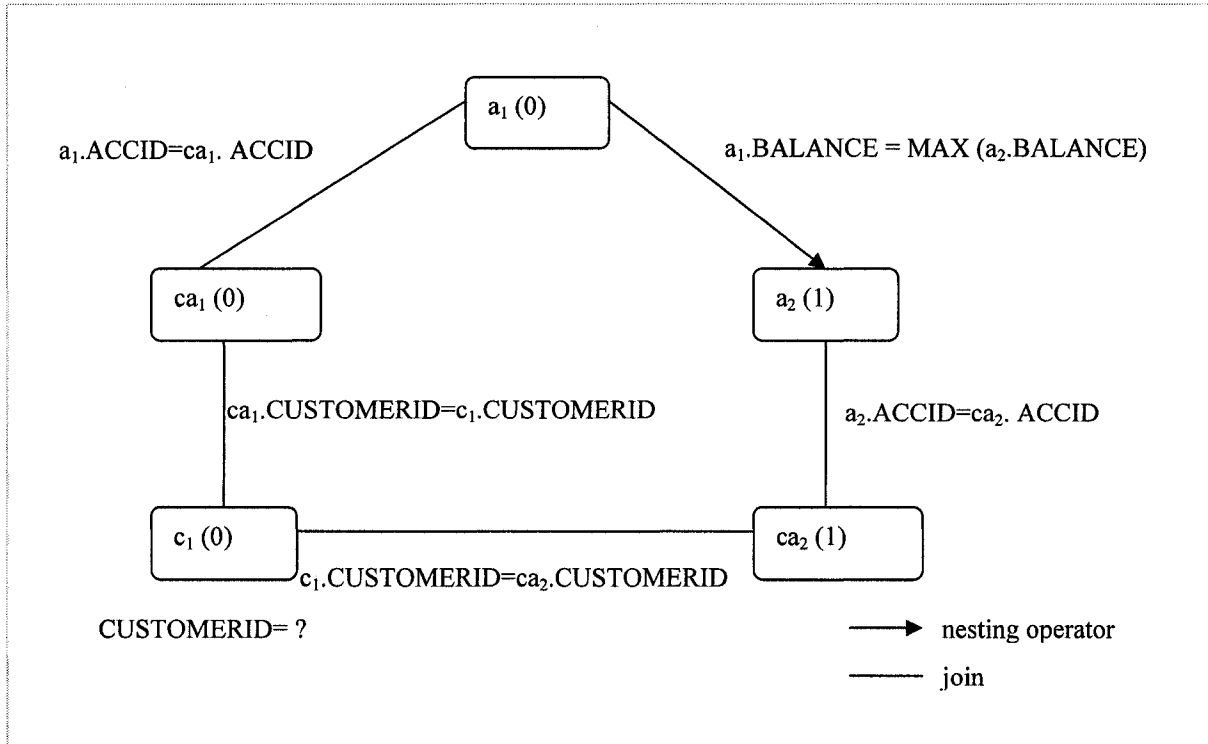 a₁ (0)
a₁.ACCID=ca₁. ACCID
a₁.BALANCE = MAX (a₂.BALANCE)
ca₁ (0)
a₂ (1)
ca₁.CUSTOMERID=c₁.CUSTOMERID
a₂.ACCID=ca₂. ACCID
c₁ (0)
ca₂ (1)
c₁.CUSTOMERID=ca₂.CUSTOMERID
CUSTOMERID= ?
nesting operator
join